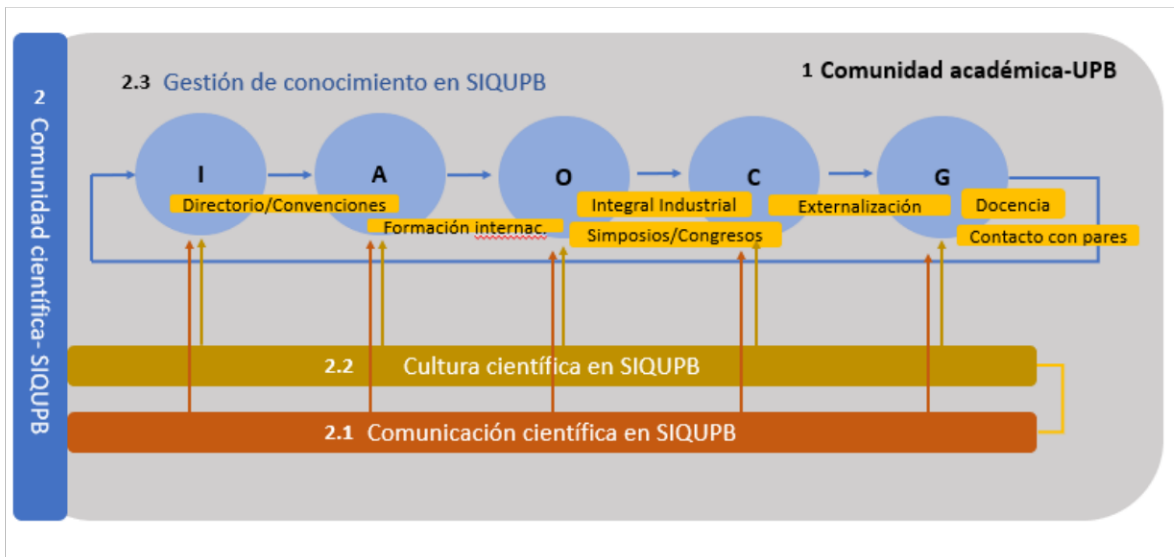 1 Comunidad académica-UPB
2 Comunidad científica- SIQUPB
2.3 Gestión de conocimiento en SIQUPB
I
A
O
C
G
Directorio/Convenciones
Formación internac.
Integral Industrial
Simposios/Congresos
Externalización
Docencia
Contacto con pares
2.2 Cultura científica en SIQUPB
2.1 Comunicación científica en SIQUPB